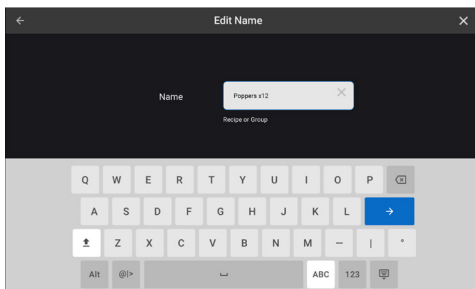 Edit Name
Name
Poppers x12
Recipe or Group
Q W E R T Y U I O P
A S D F G H J K L
Z X C V B N M – | °
Alt @|> ABC 123